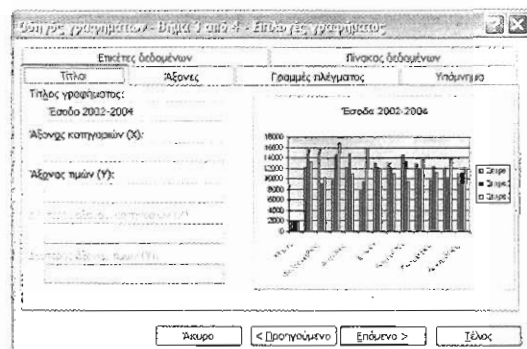 Οδηγός γραφημάτων - Βήμα 3 από 4 - Επιλογές γραφήματος
Ετικέτες δεδομένων
Πίνακας δεδομένων
Τίτλοι
Άξονες
Γραμμές πλέγματος
Υπόμνημα
Τίτλος γραφήματος:
Έσοδα 2002-2004
Άξονας κατηγοριών (X):
Άξονας τιμών (Y):
Έσοδα 2002-2004
18000
16000
14000
12000
10000
8000
6000
4000
2000
0
Άκυρο
< Προηγούμενο
Επόμενο >
Τέλος